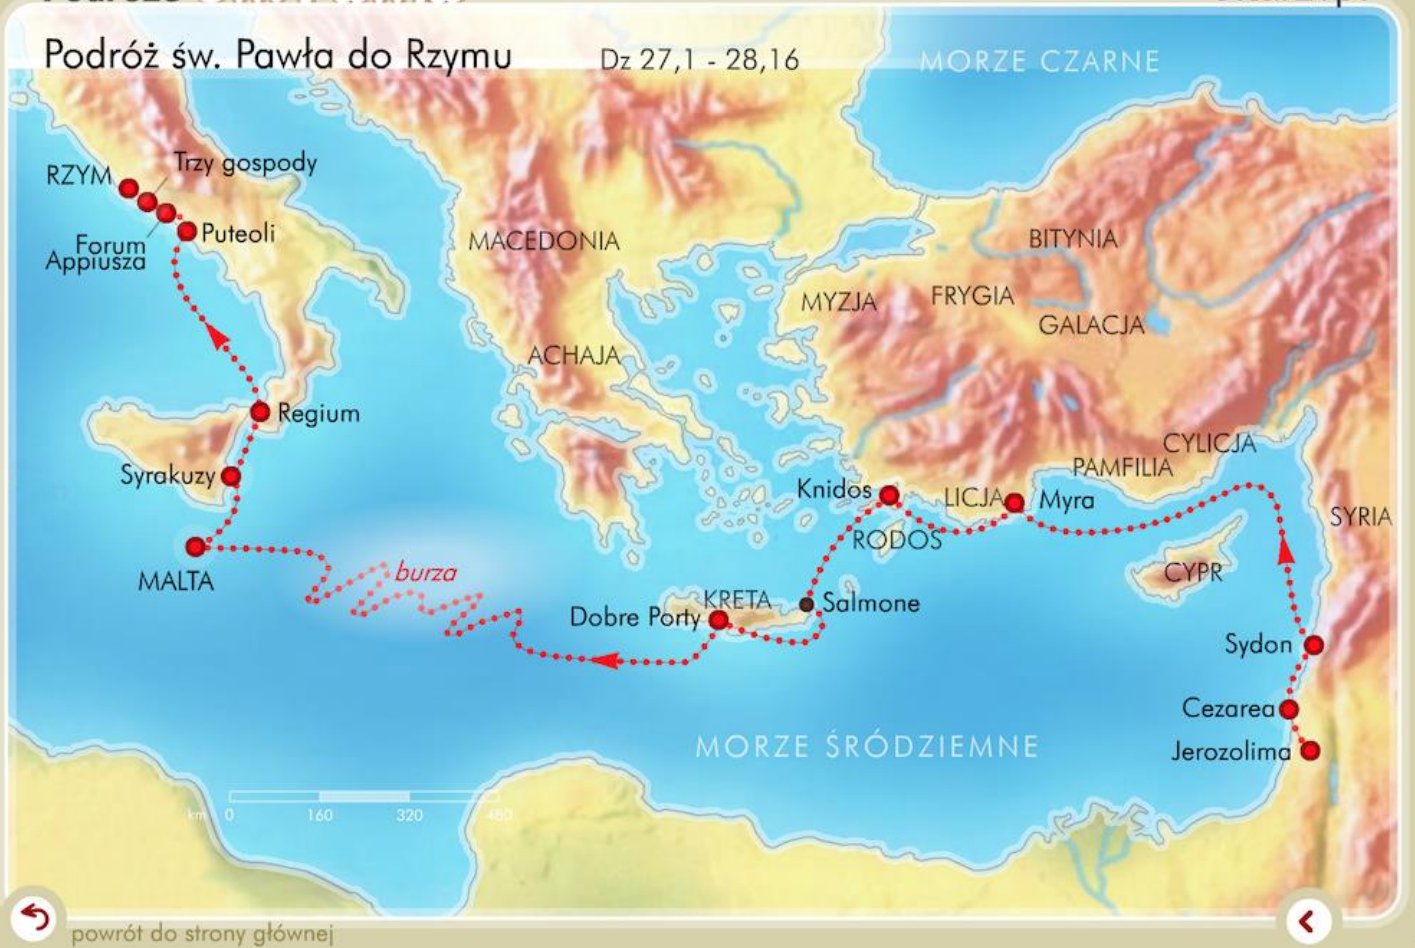 Podróż św. Pawła do Rzymu
Dz 27,1 - 28,16
MORZE CZARNE
Trzy gospody
RZYM
Puteoli
Forum
Appiusza
MACEDONIA
BITYNIA
MYZJA
FRYGIA
GALACJA
ACHAJA
Regium
CYLICJA
PAMFILIA
Syrakuzy
Knidos
LICJA
Myra
SYRIA
RODOS
MALTA
burza
CYPR
KRETA
Salmone
Dobre Porty
Sydon
Cezarea
MORZE ŚRÓDZIEMNE
Jerozolima
km 0 160 320 480
powrót do strony głównej